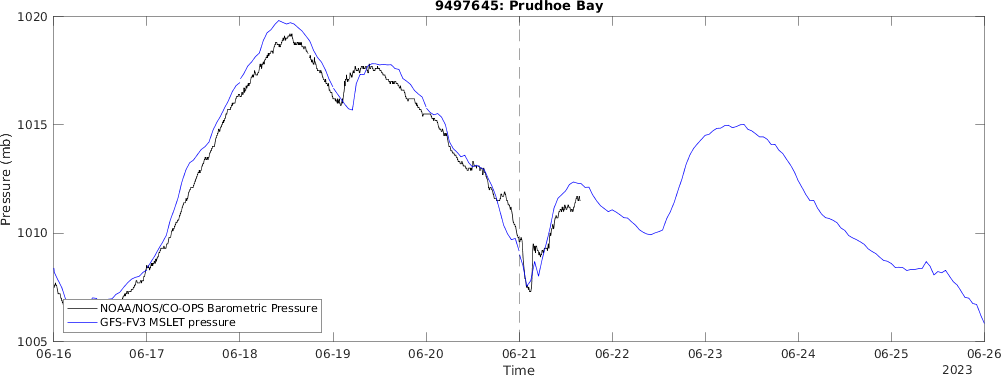 9497645: Prudhoe Bay
1020
1015
1010
1005
Pressure (mb)
NOAA/NOS/CO-OPS Barometric Pressure
GFS-FV3 MSLET pressure
06-16 06-17 06-18 06-19 06-20 06-21 06-22 06-23 06-24 06-25 06-26
Time
2023